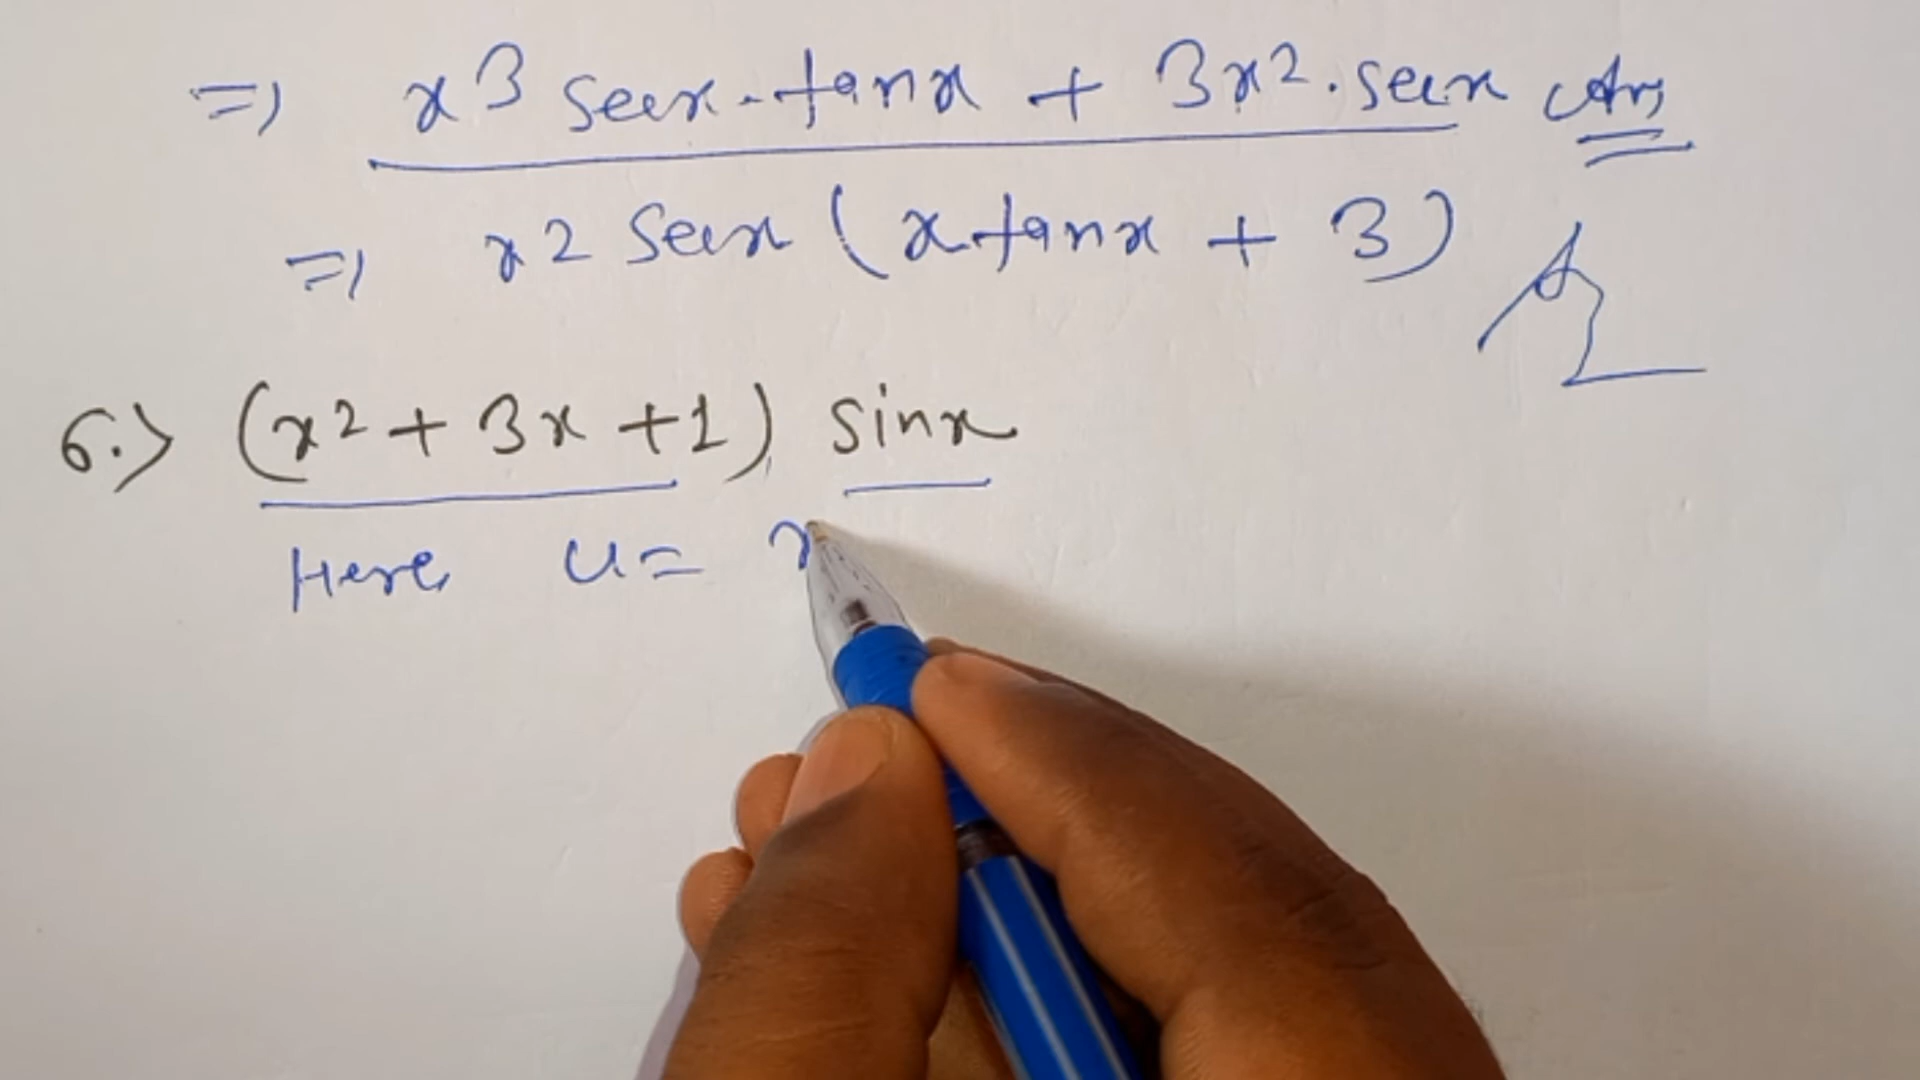 => x3 secx.tanx + 3x2.secx Ans
=> x2 secx (x tanx + 3)
6.> (x2 + 3x + 1) sinx
Here u = x